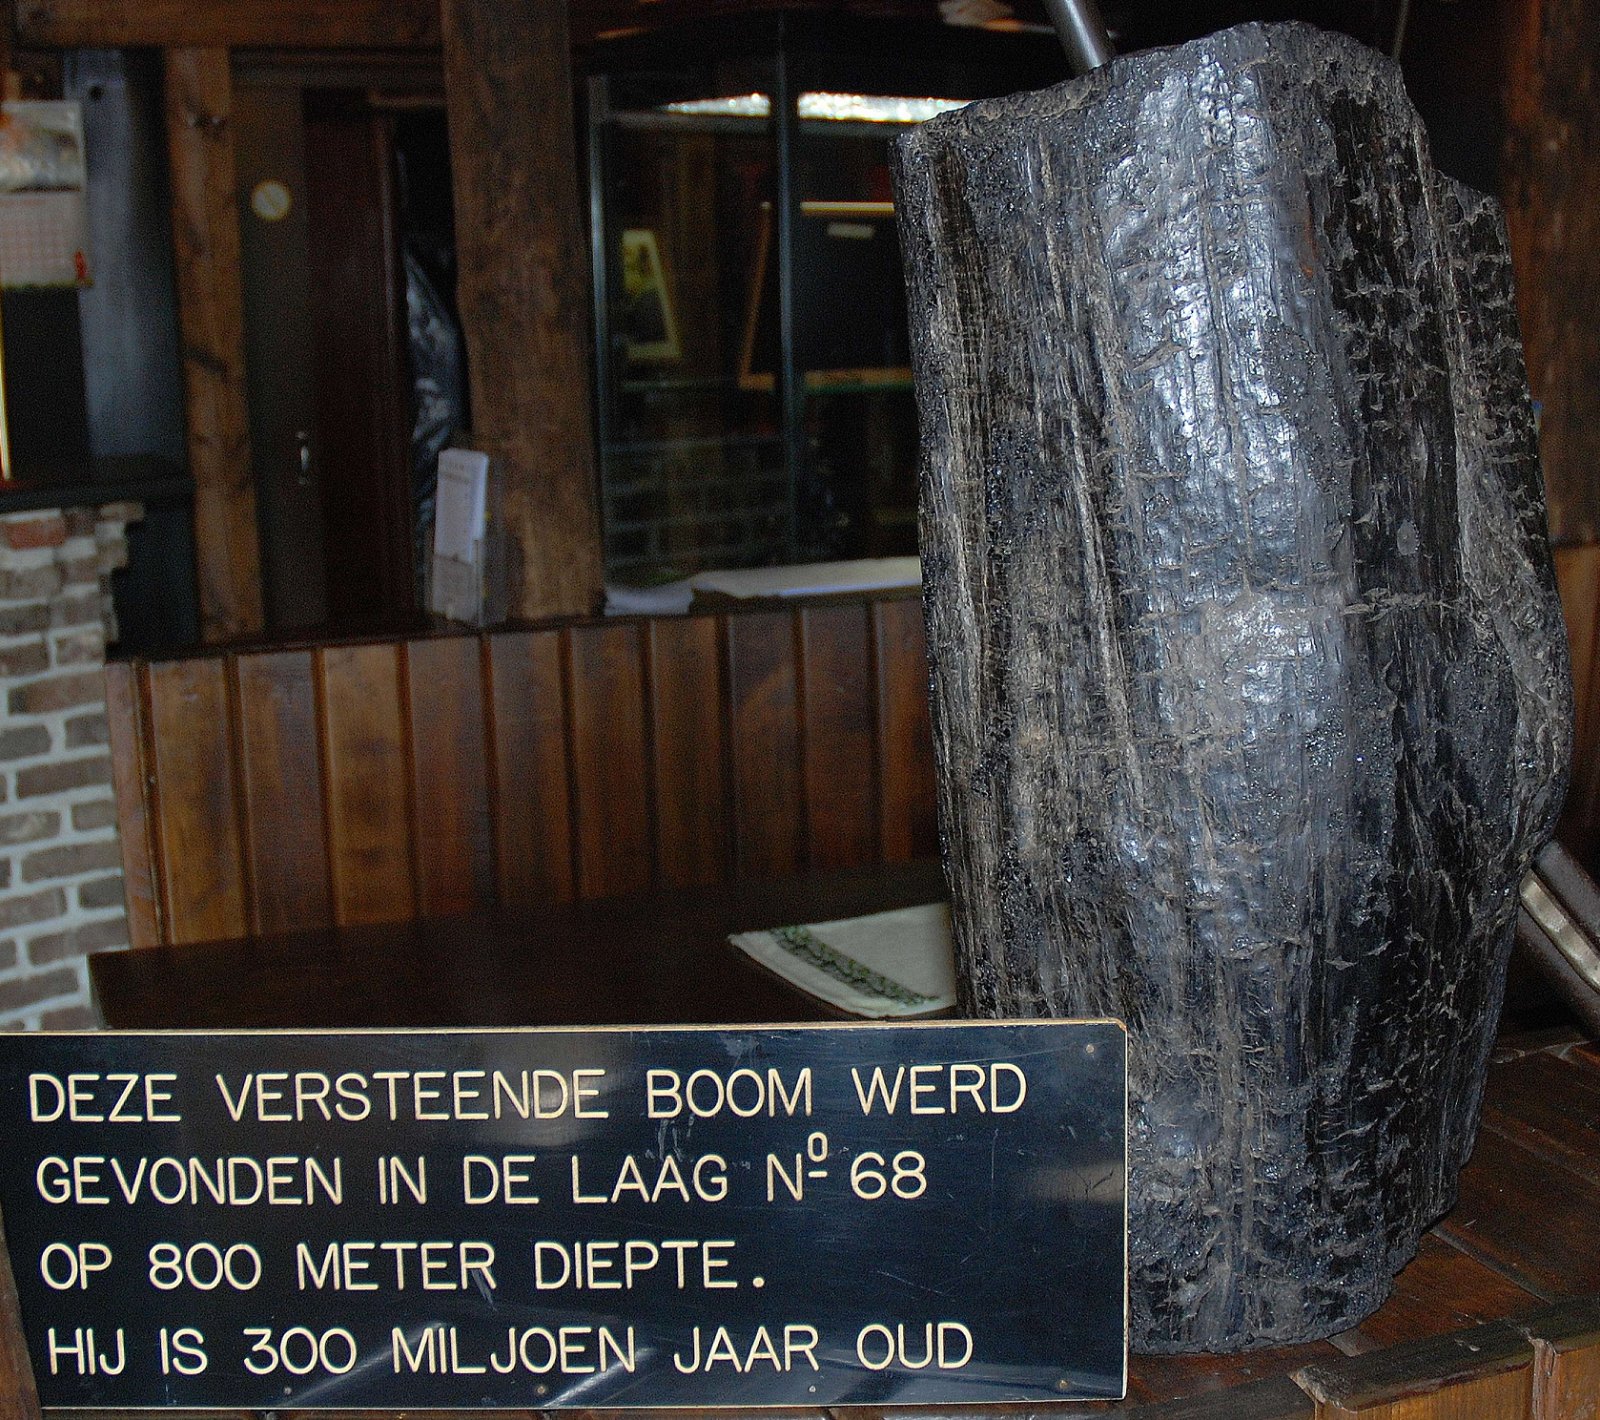 DEZE VERSTEENDE BOOM WERD
GEVONDEN IN DE LAAG Nº 68
OP 800 METER DIEPTE.
HIJ IS 300 MILJOEN JAAR OUD